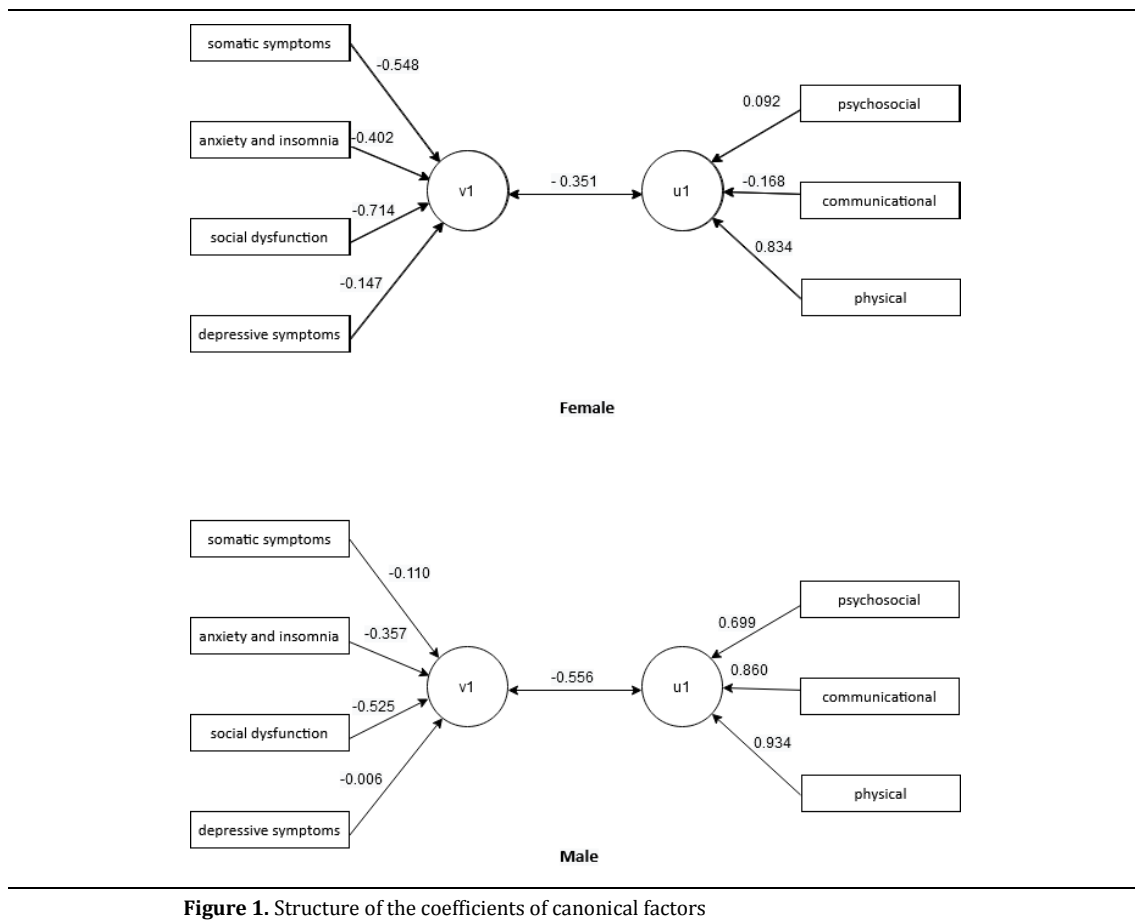 somatic symptoms
-0.548
psychosocial
0.092
anxiety and insomnia
-0.402
v1
- 0.351
u1
-0.168
communicational
-0.714
social dysfunction
0.834
-0.147
physical
depressive symptoms
Female
somatic symptoms
-0.110
psychosocial
0.699
anxiety and insomnia
-0.357
v1
-0.556
u1
0.860
communicational
-0.525
social dysfunction
0.934
-0.006
physical
depressive symptoms
Male
Figure 1. Structure of the coefficients of canonical factors